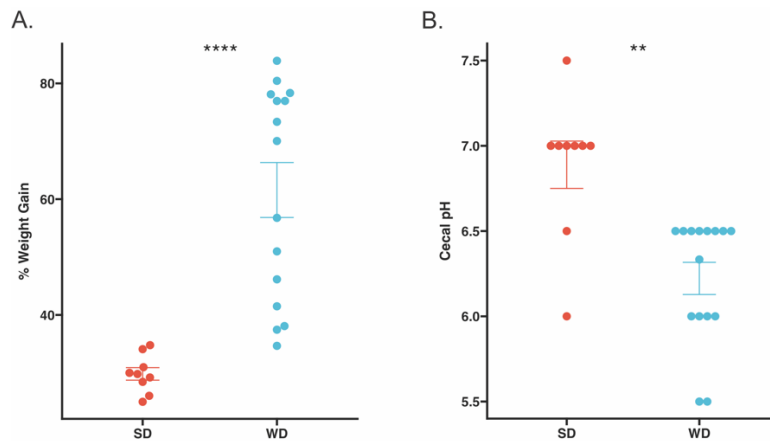 A.
****
% Weight Gain
80
60
40
SD
WD
B.
**
Cecal pH
7.5
7.0
6.5
6.0
5.5
SD
WD